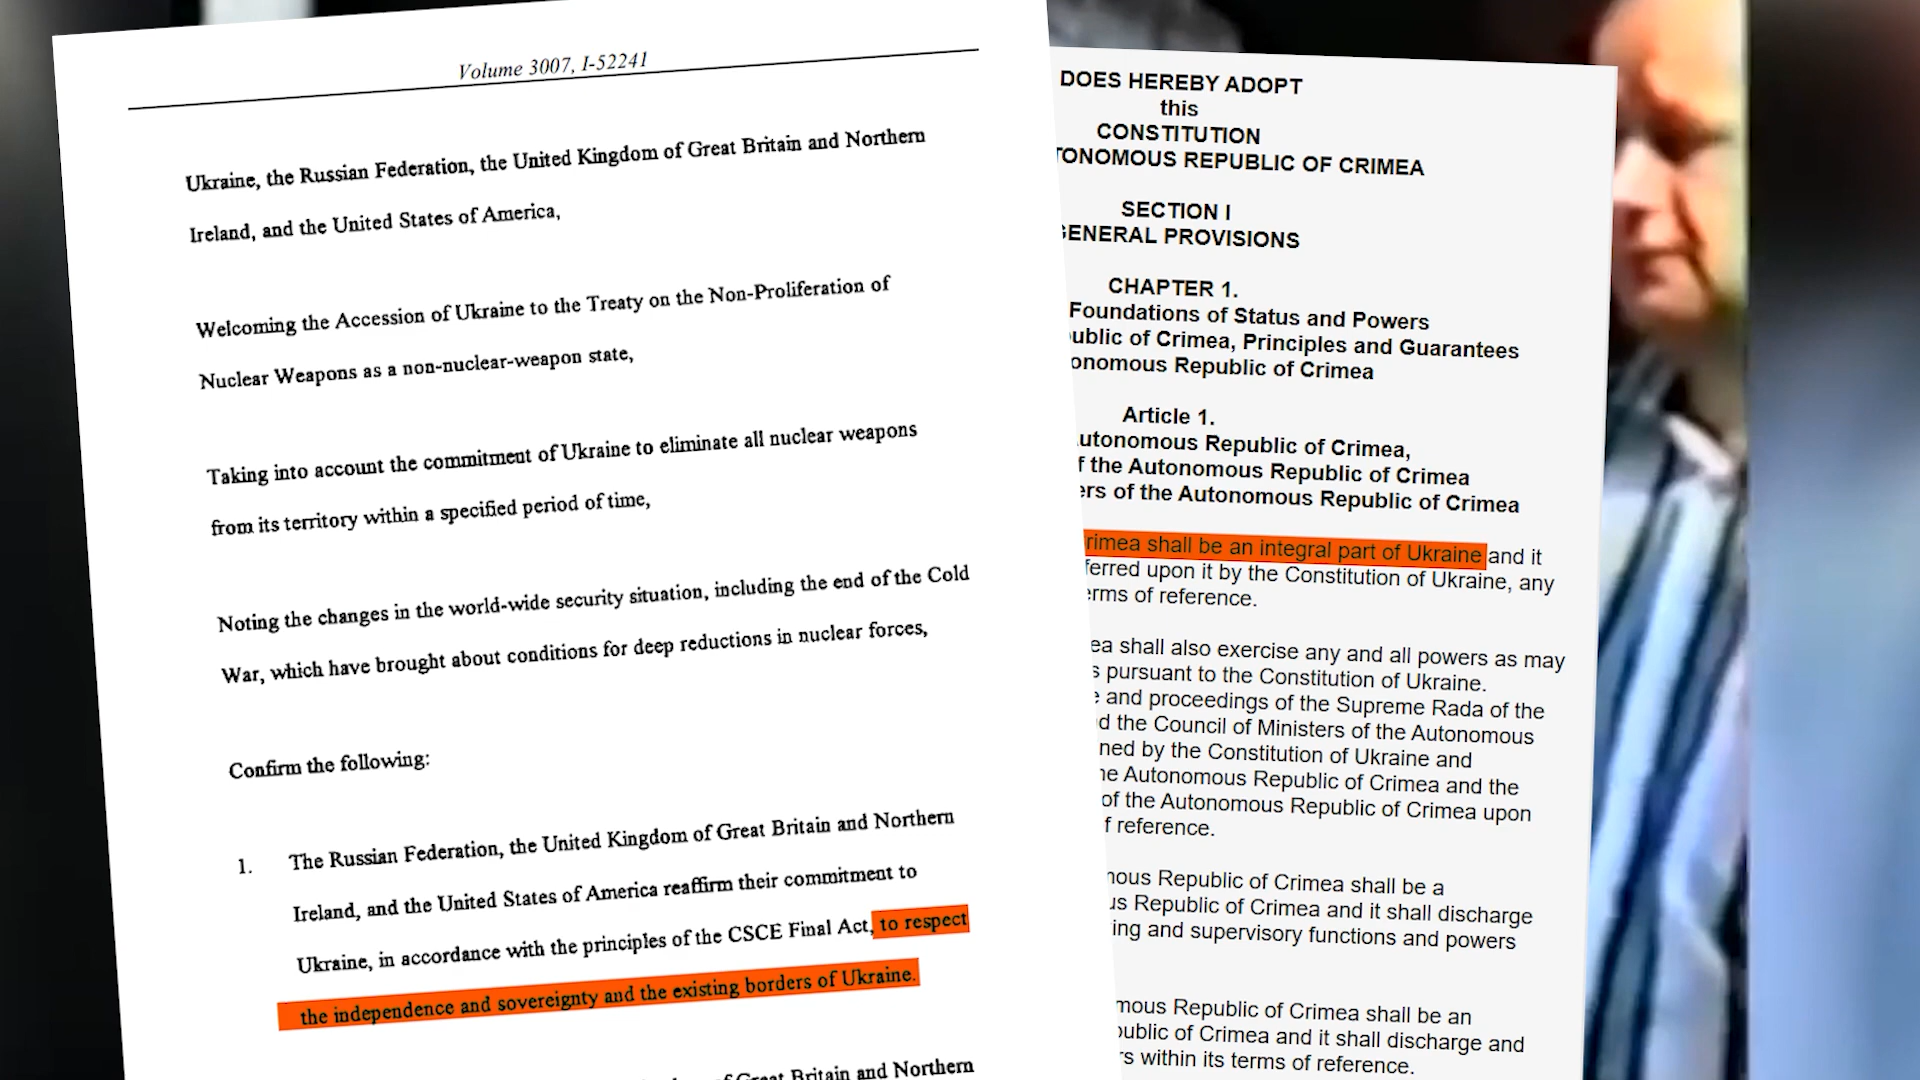 Volume 3007, I-52241
Ukraine, the Russian Federation, the United Kingdom of Great Britain and Northern
Ireland, and the United States of America,
Welcoming the Accession of Ukraine to the Treaty on the Non-Proliferation of
Nuclear Weapons as a non-nuclear-weapon state,
Taking into account the commitment of Ukraine to eliminate all nuclear weapons
from its territory within a specified period of time,
Noting the changes in the world-wide security situation, including the end of the Cold
War, which have brought about conditions for deep reductions in nuclear forces,
Confirm the following:
1. The Russian Federation, the United Kingdom of Great Britain and Northern
Ireland, and the United States of America reaffirm their commitment to
Ukraine, in accordance with the principles of the CSCE Final Act, to respect
the independence and sovereignty and the existing borders of Ukraine.
of Great Britain and Northern
DOES HEREBY ADOPT
this
CONSTITUTION
TONOMOUS REPUBLIC OF CRIMEA
SECTION I
GENERAL PROVISIONS
CHAPTER 1.
Foundations of Status and Powers
ublic of Crimea, Principles and Guarantees
onomous Republic of Crimea
Article 1.
utonomous Republic of Crimea,
f the Autonomous Republic of Crimea
ers of the Autonomous Republic of Crimea
rimea shall be an integral part of Ukraine and it
ferred upon it by the Constitution of Ukraine, any
erms of reference.
ea shall also exercise any and all powers as may
s pursuant to the Constitution of Ukraine.
e and proceedings of the Supreme Rada of the
d the Council of Ministers of the Autonomous
ned by the Constitution of Ukraine and
he Autonomous Republic of Crimea and the
of the Autonomous Republic of Crimea upon
f reference.
nous Republic of Crimea shall be a
us Republic of Crimea and it shall discharge
ing and supervisory functions and powers
mous Republic of Crimea shall be an
public of Crimea and it shall discharge and
rs within its terms of reference.